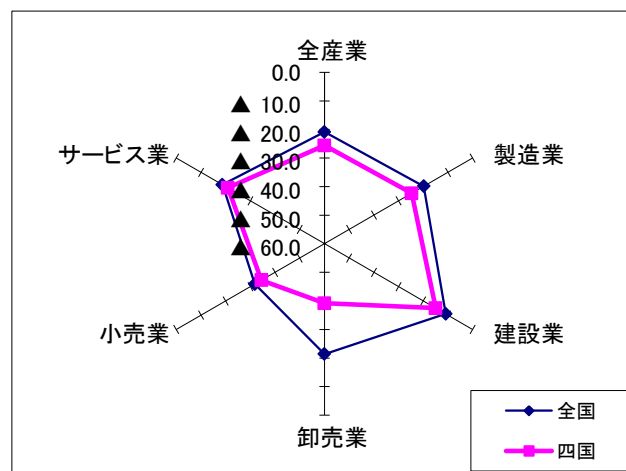 全産業
0.0
▲ 10.0
▲ 20.0
▲ 30.0
▲ 40.0
▲ 50.0
▲ 60.0
サービス業
製造業
小売業
建設業
卸売業
全国
四国